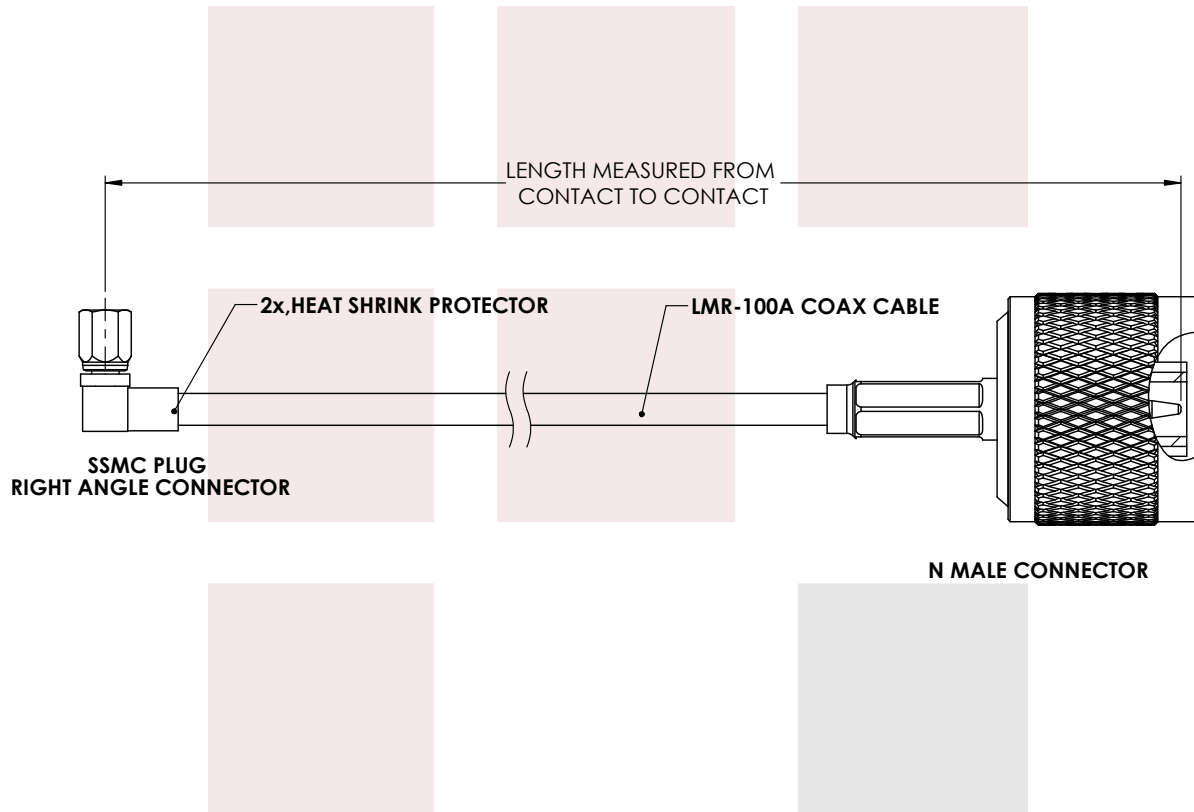 LENGTH MEASURED FROM
CONTACT TO CONTACT
2x,HEAT SHRINK PROTECTOR
LMR-100A COAX CABLE
SSMC PLUG
RIGHT ANGLE CONNECTOR
N MALE CONNECTOR